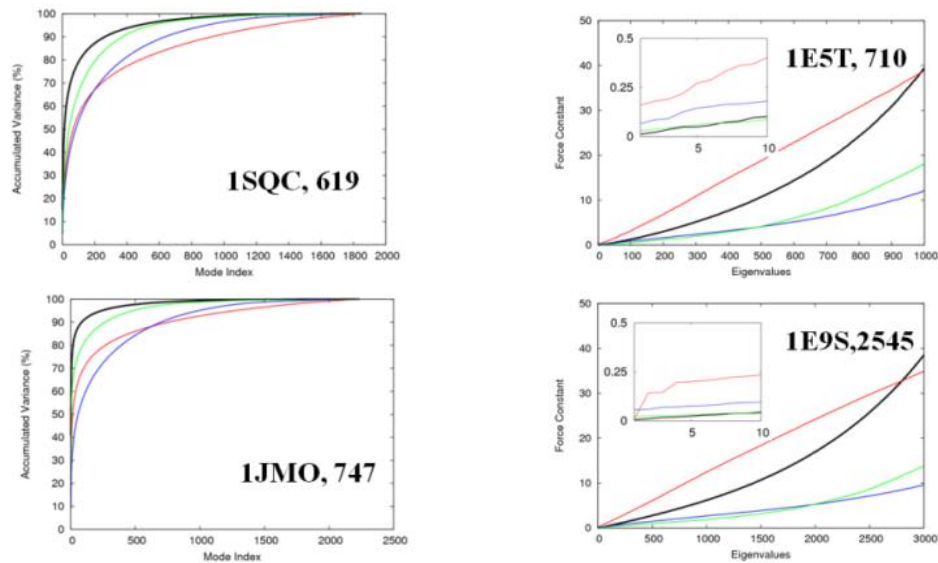 100
90
80
70
60
50
40
30
20
10
0
Accumulated Variance (%)
1SQC, 619
0 200 400 600 800 1000 1200 1400 1600 1800 2000
Mode Index
50
40
30
20
10
0
Force Constant
0.5
0.25
0
5 10
1E5T, 710
0 100 200 300 400 500 600 700 800 900 1000
Eigenvalues
100
90
80
70
60
50
40
30
20
10
0
Accumulated Variance (%)
1JMO, 747
0 500 1000 1500 2000 2500
Mode Index
50
40
30
20
10
0
Force Constant
0.5
0.25
0
5 10
1E9S,2545
0 500 1000 1500 2000 2500 3000
Eigenvalues